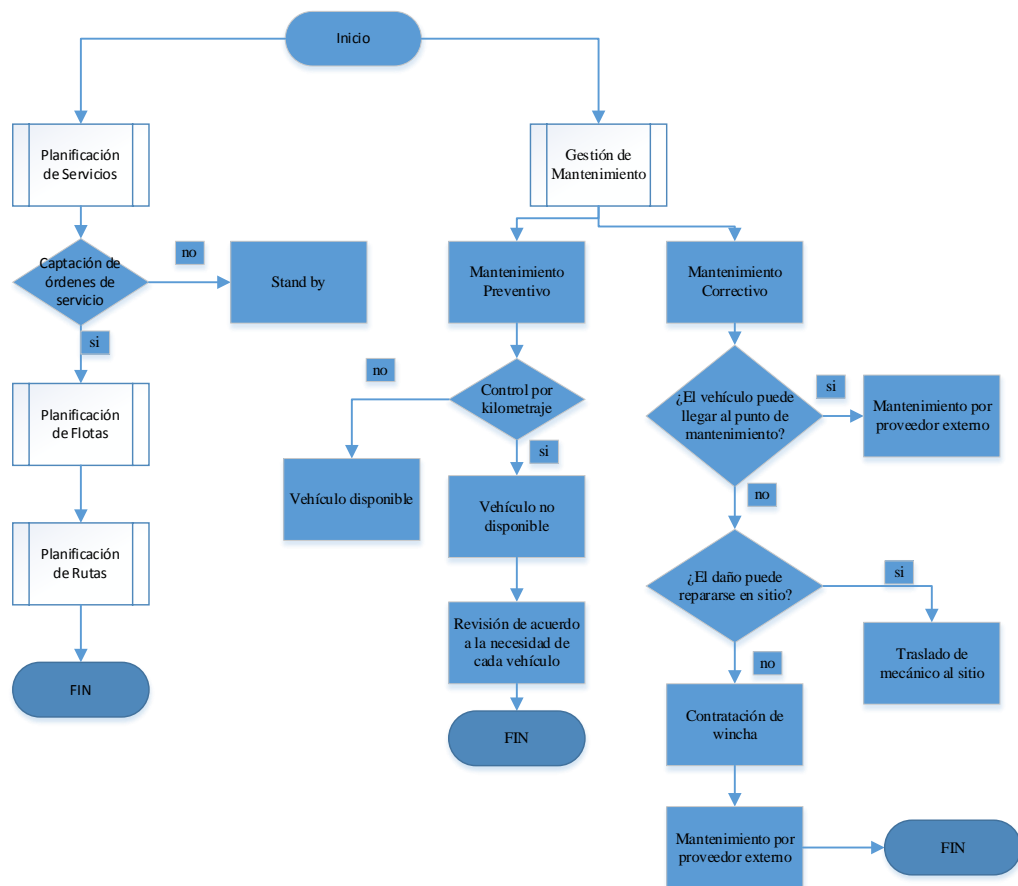 Inicio
Planificación
de Servicios
Gestión de
Mantenimiento
Captación de
órdenes de
servicio
no
Stand by
si
Mantenimiento
Preventivo
Mantenimiento
Correctivo
Planificación
de Flotas
no
Control por
kilometraje
si
¿El vehículo puede
llegar al punto de
mantenimiento?
si
Mantenimiento por
proveedor externo
Vehículo disponible
Vehículo no
disponible
no
Planificación
de Rutas
¿El daño puede
repararse en sitio?
si
Revisión de acuerdo
a la necesidad de
cada vehículo
Traslado de
mecánico al sitio
no
FIN
FIN
Contratación de
wincha
Mantenimiento por
proveedor externo
FIN